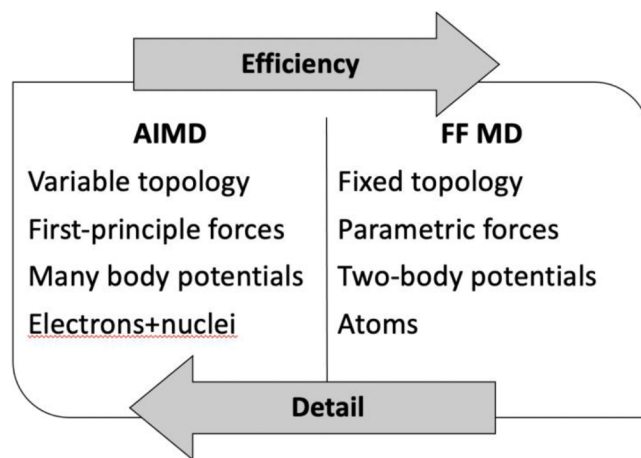 Efficiency
AIMD
FF MD
Variable topology
Fixed topology
First-principle forces
Parametric forces
Many body potentials
Two-body potentials
Electrons+nuclei
Atoms
Detail